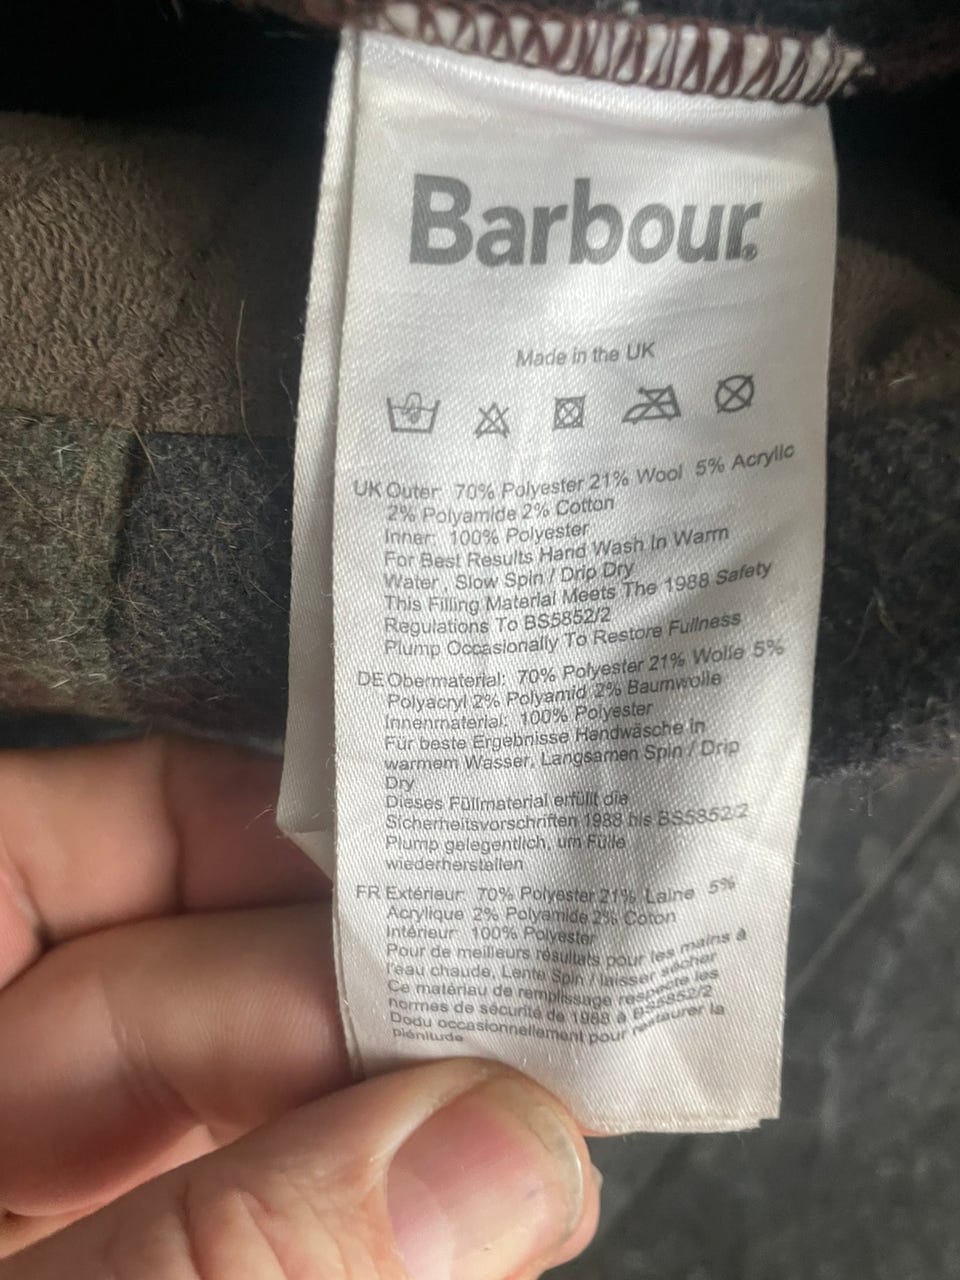 Barbour®
Made in the UK
UK Outer: 70% Polyester 21% Wool 5% Acrylic
2% Polyamide 2% Cotton
Inner: 100% Polyester
For Best Results Hand Wash In Warm
Water, Slow Spin / Drip Dry
This Filling Material Meets The 1988 Safety
Regulations To BS5852/2
Plump Occasionally To Restore Fullness
DE Obermaterial: 70% Polyester 21% Wolle 5%
Polyacryl 2% Polyamid 2% Baumwolle
Innenmaterial: 100% Polyester
Für beste Ergebnisse Handwäsche in
warmem Wasser, Langsamen Spin / Drip
Dry
Dieses Füllmaterial erfüllt die
Sicherheitsvorschriften 1988 bis BS5852/2
Plump gelegentlich, um Fülle
wiederherstellen
FR Extérieur: 70% Polyester 21% Laine 5%
Acrylique 2% Polyamide 2% Coton
Intérieur: 100% Polyester
Pour de meilleurs résultats pour les mains à
l'eau chaude, Lente Spin / laisser sécher
Ce matériau de remplissage respecte les
normes de sécurité de 1988 à BS5852/2
Dodu occasionnellement pour restaurer la
plénitude